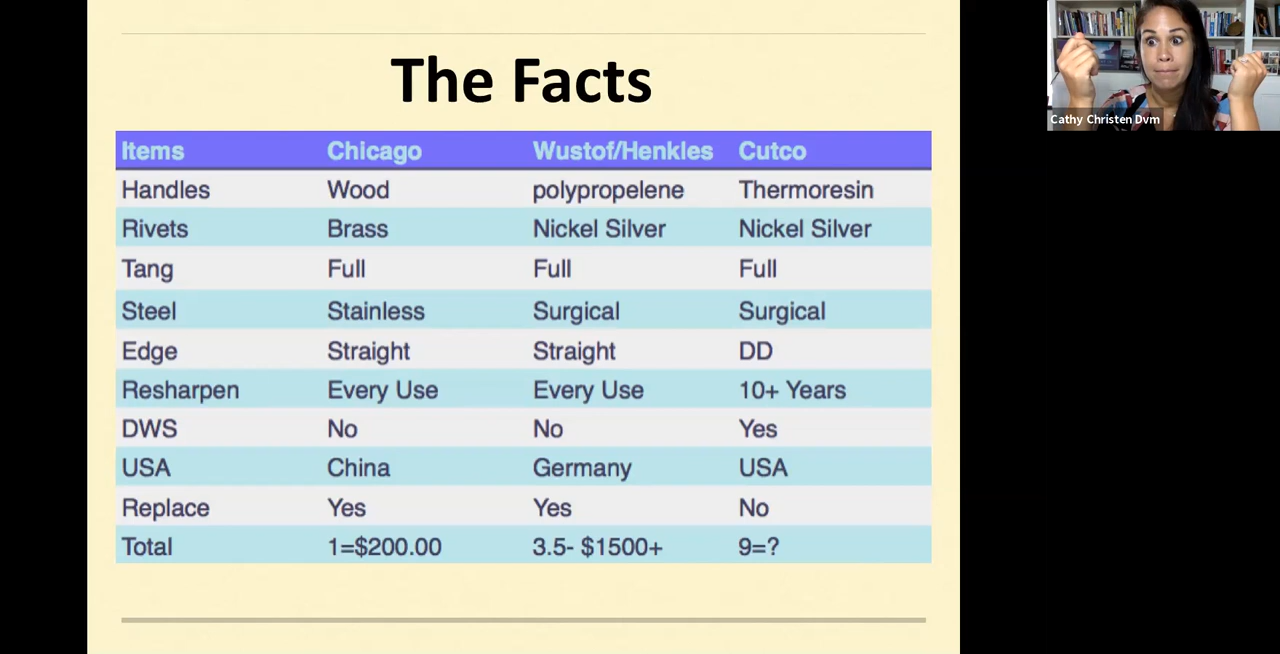 The Facts
Items Chicago Wustof/Henkles Cutco
Handles Wood polypropelene Thermoresin
Rivets Brass Nickel Silver Nickel Silver
Tang Full Full Full
Steel Stainless Surgical Surgical
Edge Straight Straight DD
Resharpen Every Use Every Use 10+ Years
DWS No No Yes
USA China Germany USA
Replace Yes Yes No
Total 1=$200.00 3.5- $1500+ 9=?
Cathy Christen Dvm